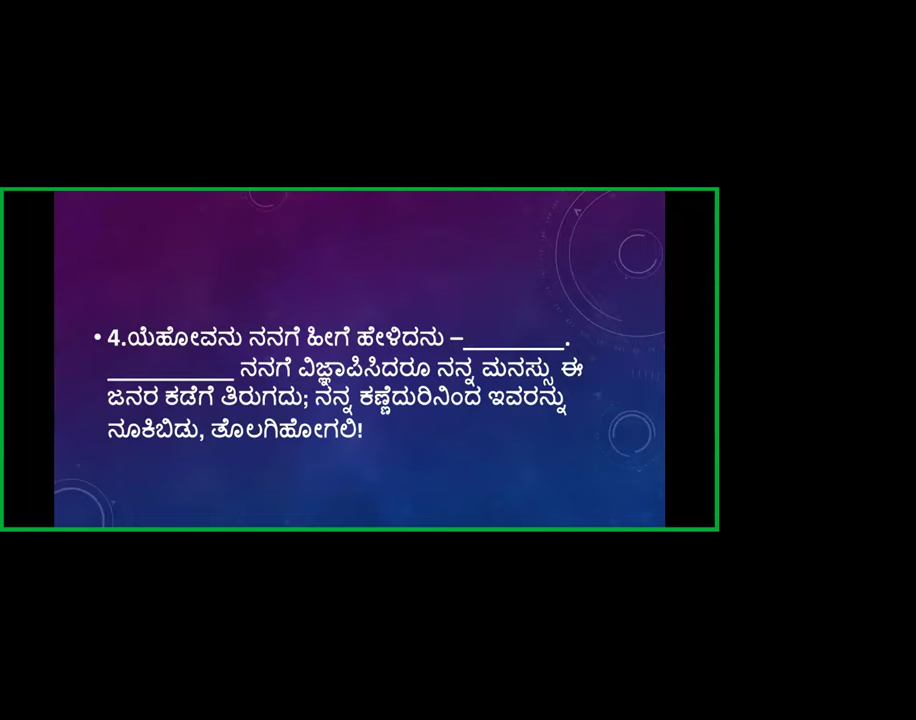 • 4.ಯೆಹೋವನು ನನಗೆ ಹೀಗೆ ಹೇಳಿದನು –________.
__________ ನನಗೆ ವಿಜ್ಞಾಪಿಸಿದರೂ ನನ್ನ ಮನಸ್ಸು ಈ
ಜನರ ಕಡೆಗೆ ತಿರುಗದು; ನನ್ನ ಕಣ್ಣೆದುರಿನಿಂದ ಇವರನ್ನು
ನೂಕಿಬಿಡು, ತೊಲಗಿಹೋಗಲಿ!